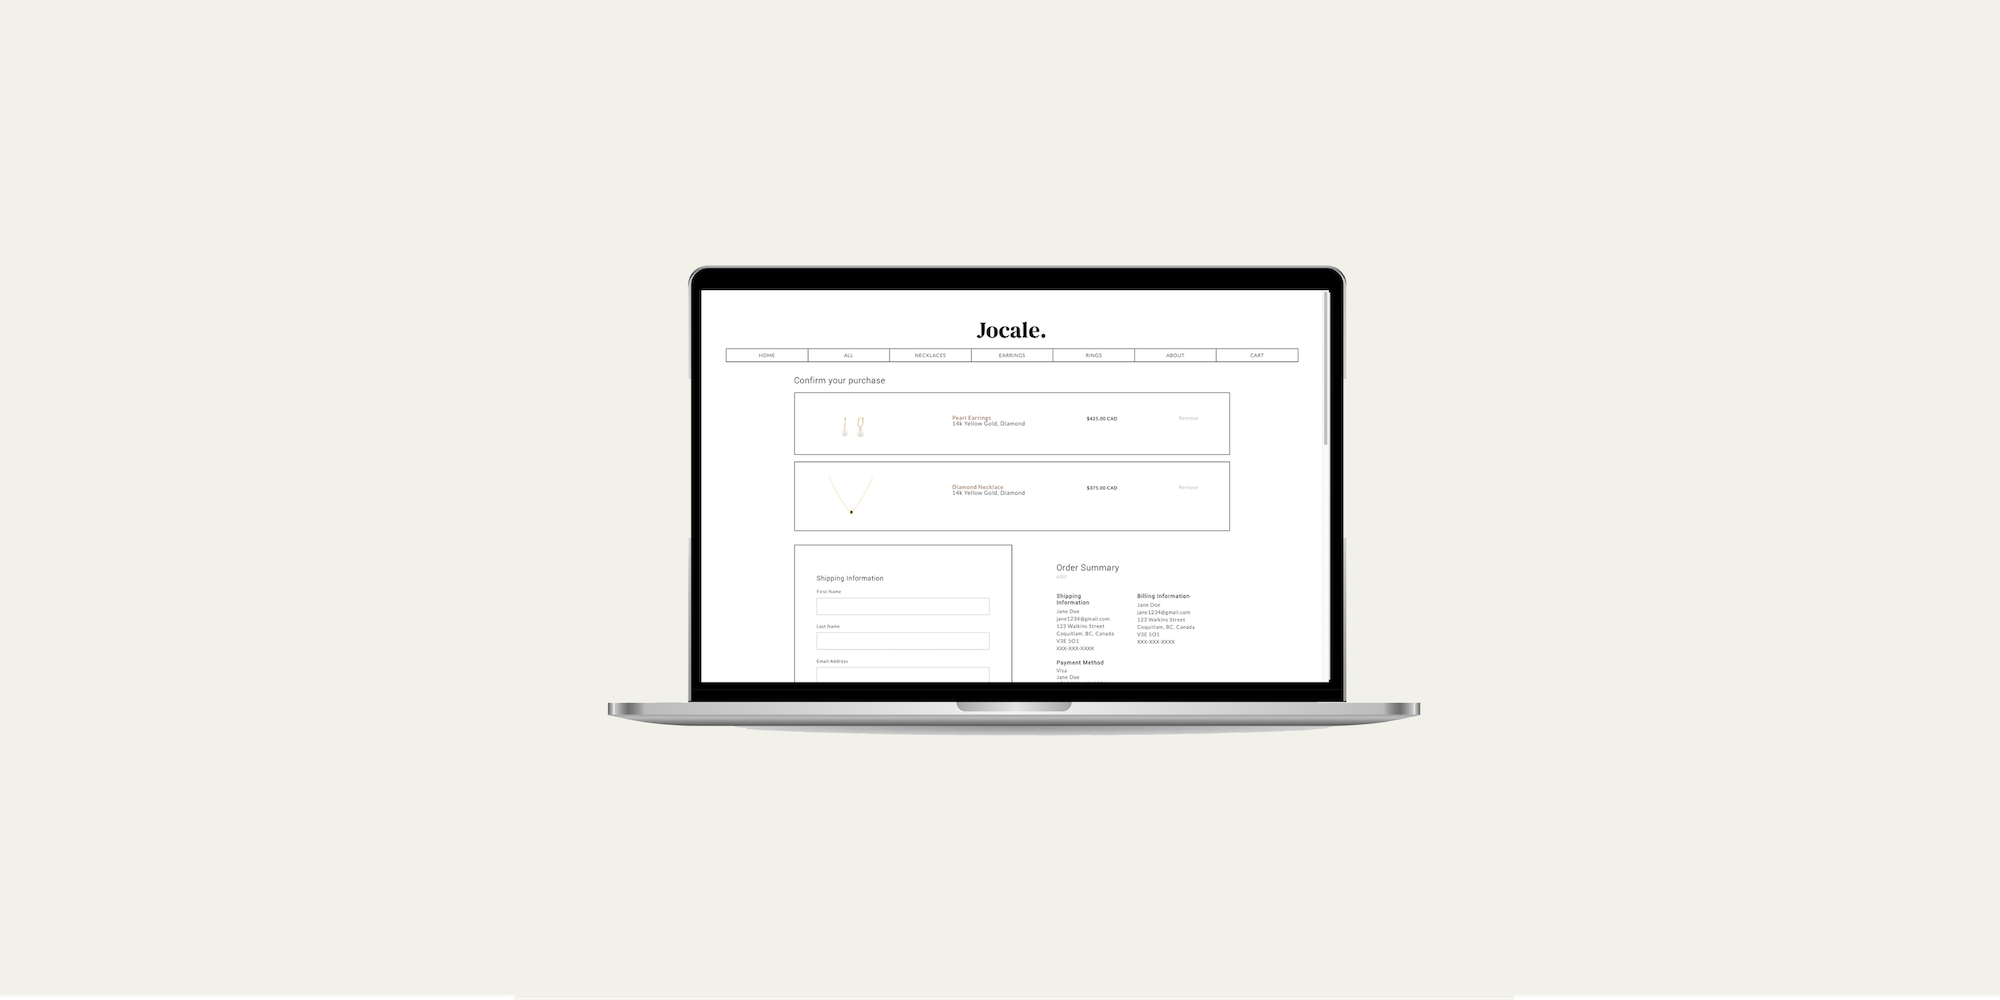 Jocale.
HOME ALL NECKLACES EARRINGS RINGS ABOUT CART
Confirm your purchase
Pearl Earrings $425.00 CAD Remove
14k Yellow Gold, Diamond
Diamond Necklace $375.00 CAD Remove
14k Yellow Gold, Diamond
Shipping Information
First Name
Last Name
Email Address
Order Summary
Shipping
Information
Jane Doe
jane1234@gmail.com
123 Walkins Street
Coquitlam, BC, Canada
V3E 5O1
XXX-XXX-XXXX
Billing Information
Jane Doe
jane1234@gmail.com
123 Walkins Street
Coquitlam, BC, Canada
V3E 5O1
XXX-XXX-XXXX
Payment Method
Visa
Jane Doe